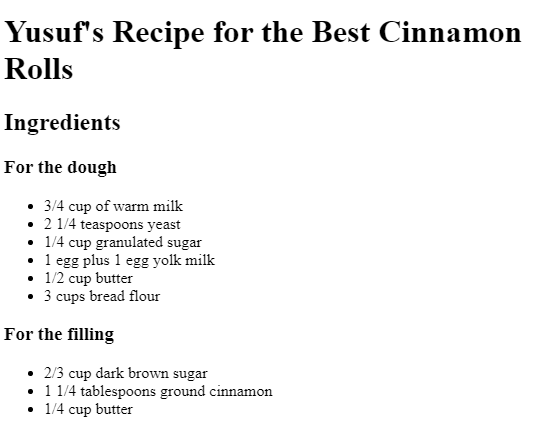 Yusuf's Recipe for the Best Cinnamon
Rolls
Ingredients
For the dough
• 3/4 cup of warm milk
• 2 1/4 teaspoons yeast
• 1/4 cup granulated sugar
• 1 egg plus 1 egg yolk milk
• 1/2 cup butter
• 3 cups bread flour
For the filling
• 2/3 cup dark brown sugar
• 1 1/4 tablespoons ground cinnamon
• 1/4 cup butter